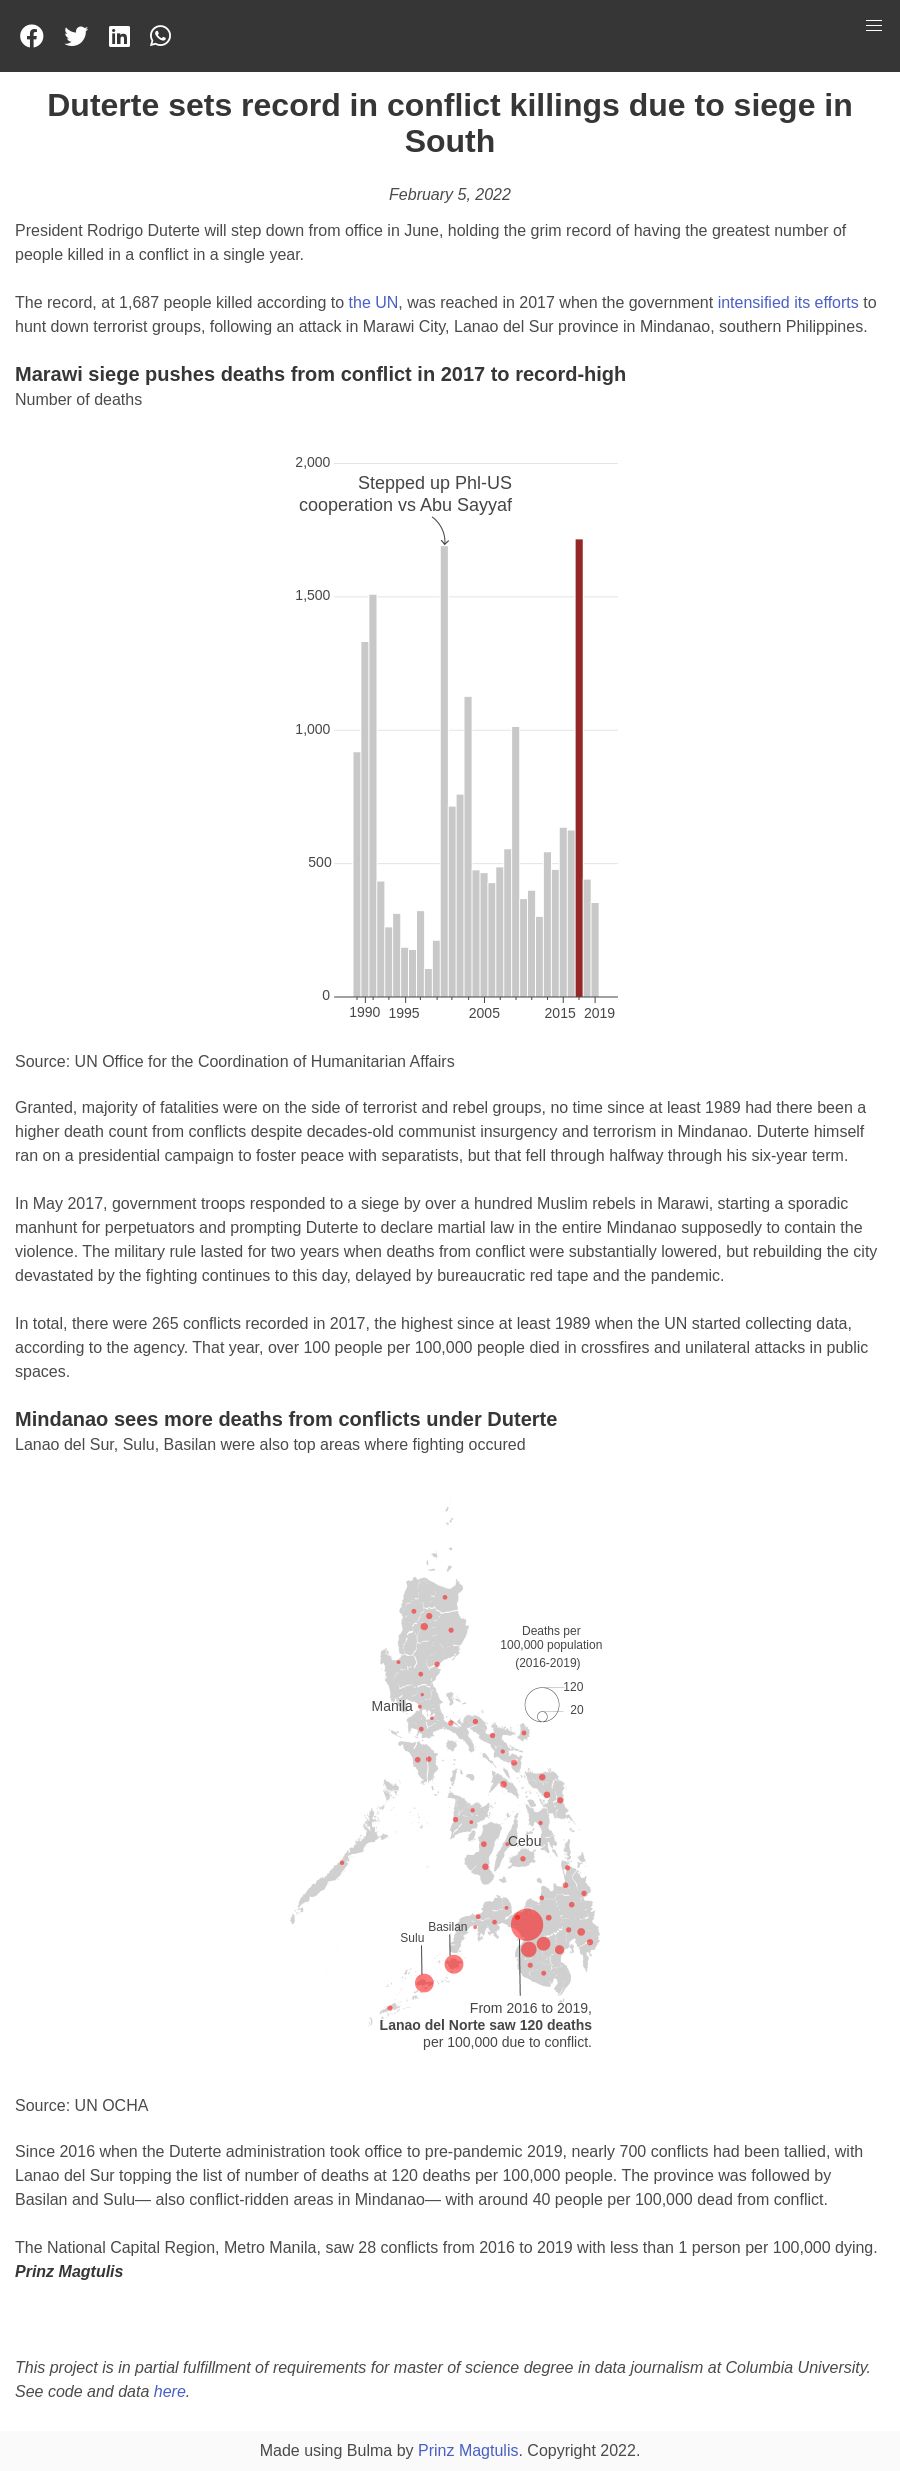 Duterte sets record in conflict killings due to siege in
South
February 5, 2022
President Rodrigo Duterte will step down from office in June, holding the grim record of having the greatest number of
people killed in a conflict in a single year.
The record, at 1,687 people killed according to the UN, was reached in 2017 when the government intensified its efforts to
hunt down terrorist groups, following an attack in Marawi City, Lanao del Sur province in Mindanao, southern Philippines.
Marawi siege pushes deaths from conflict in 2017 to record-high
Number of deaths
2,000
Stepped up Phl-US
cooperation vs Abu Sayyaf
1,500
1,000
500
0
1990 1995 2005 2015 2019
Source: UN Office for the Coordination of Humanitarian Affairs
Granted, majority of fatalities were on the side of terrorist and rebel groups, no time since at least 1989 had there been a
higher death count from conflicts despite decades-old communist insurgency and terrorism in Mindanao. Duterte himself
ran on a presidential campaign to foster peace with separatists, but that fell through halfway through his six-year term.
In May 2017, government troops responded to a siege by over a hundred Muslim rebels in Marawi, starting a sporadic
manhunt for perpetuators and prompting Duterte to declare martial law in the entire Mindanao supposedly to contain the
violence. The military rule lasted for two years when deaths from conflict were substantially lowered, but rebuilding the city
devastated by the fighting continues to this day, delayed by bureaucratic red tape and the pandemic.
In total, there were 265 conflicts recorded in 2017, the highest since at least 1989 when the UN started collecting data,
according to the agency. That year, over 100 people per 100,000 people died in crossfires and unilateral attacks in public
spaces.
Mindanao sees more deaths from conflicts under Duterte
Lanao del Sur, Sulu, Basilan were also top areas where fighting occured
Deaths per
100,000 population
(2016-2019)
120
20
Manila
Cebu
Basilan
Sulu
From 2016 to 2019,
Lanao del Norte saw 120 deaths
per 100,000 due to conflict.
Source: UN OCHA
Since 2016 when the Duterte administration took office to pre-pandemic 2019, nearly 700 conflicts had been tallied, with
Lanao del Sur topping the list of number of deaths at 120 deaths per 100,000 people. The province was followed by
Basilan and Sulu— also conflict-ridden areas in Mindanao— with around 40 people per 100,000 dead from conflict.
The National Capital Region, Metro Manila, saw 28 conflicts from 2016 to 2019 with less than 1 person per 100,000 dying.
Prinz Magtulis
This project is in partial fulfillment of requirements for master of science degree in data journalism at Columbia University.
See code and data here.
Made using Bulma by Prinz Magtulis. Copyright 2022.